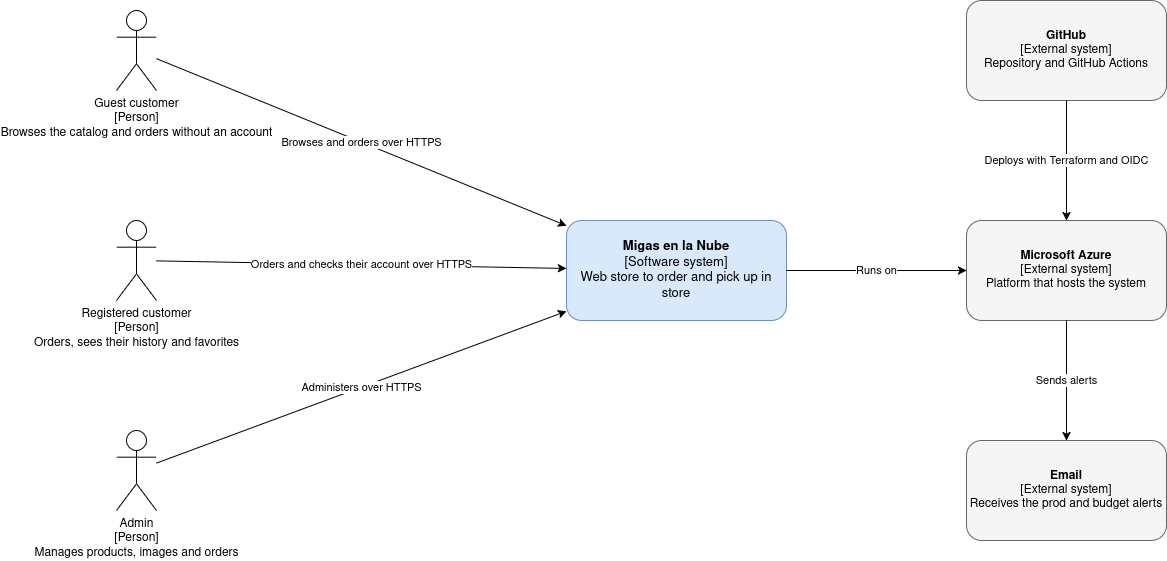 Guest customer
[Person]
Browses the catalog and orders without an account
Browses and orders over HTTPS
Registered customer
[Person]
Orders, sees their history and favorites
Orders and checks their account over HTTPS
Admin
[Person]
Manages products, images and orders
Administers over HTTPS
Migas en la Nube
[Software system]
Web store to order and pick up in
store
Runs on
GitHub
[External system]
Repository and GitHub Actions
Deploys with Terraform and OIDC
Microsoft Azure
[External system]
Platform that hosts the system
Sends alerts
Email
[External system]
Receives the prod and budget alerts